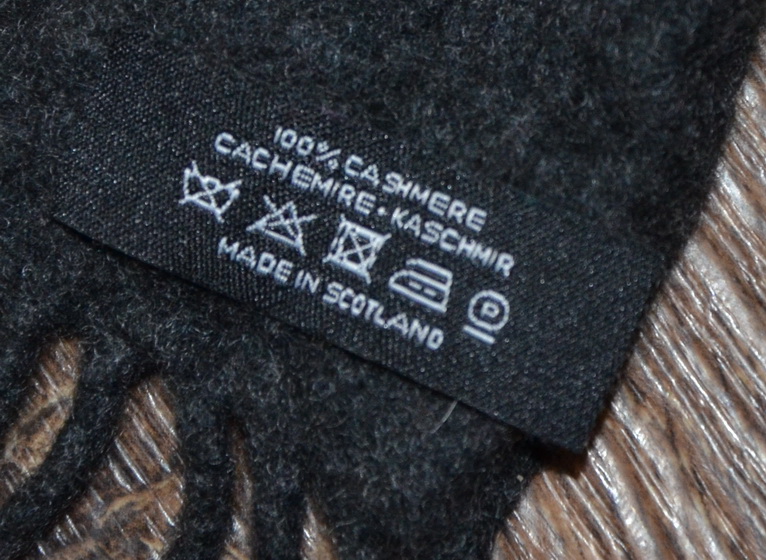 100% CASHMERE
CACHEMIRE • KASCHMIR
P
MADE IN SCOTLAND